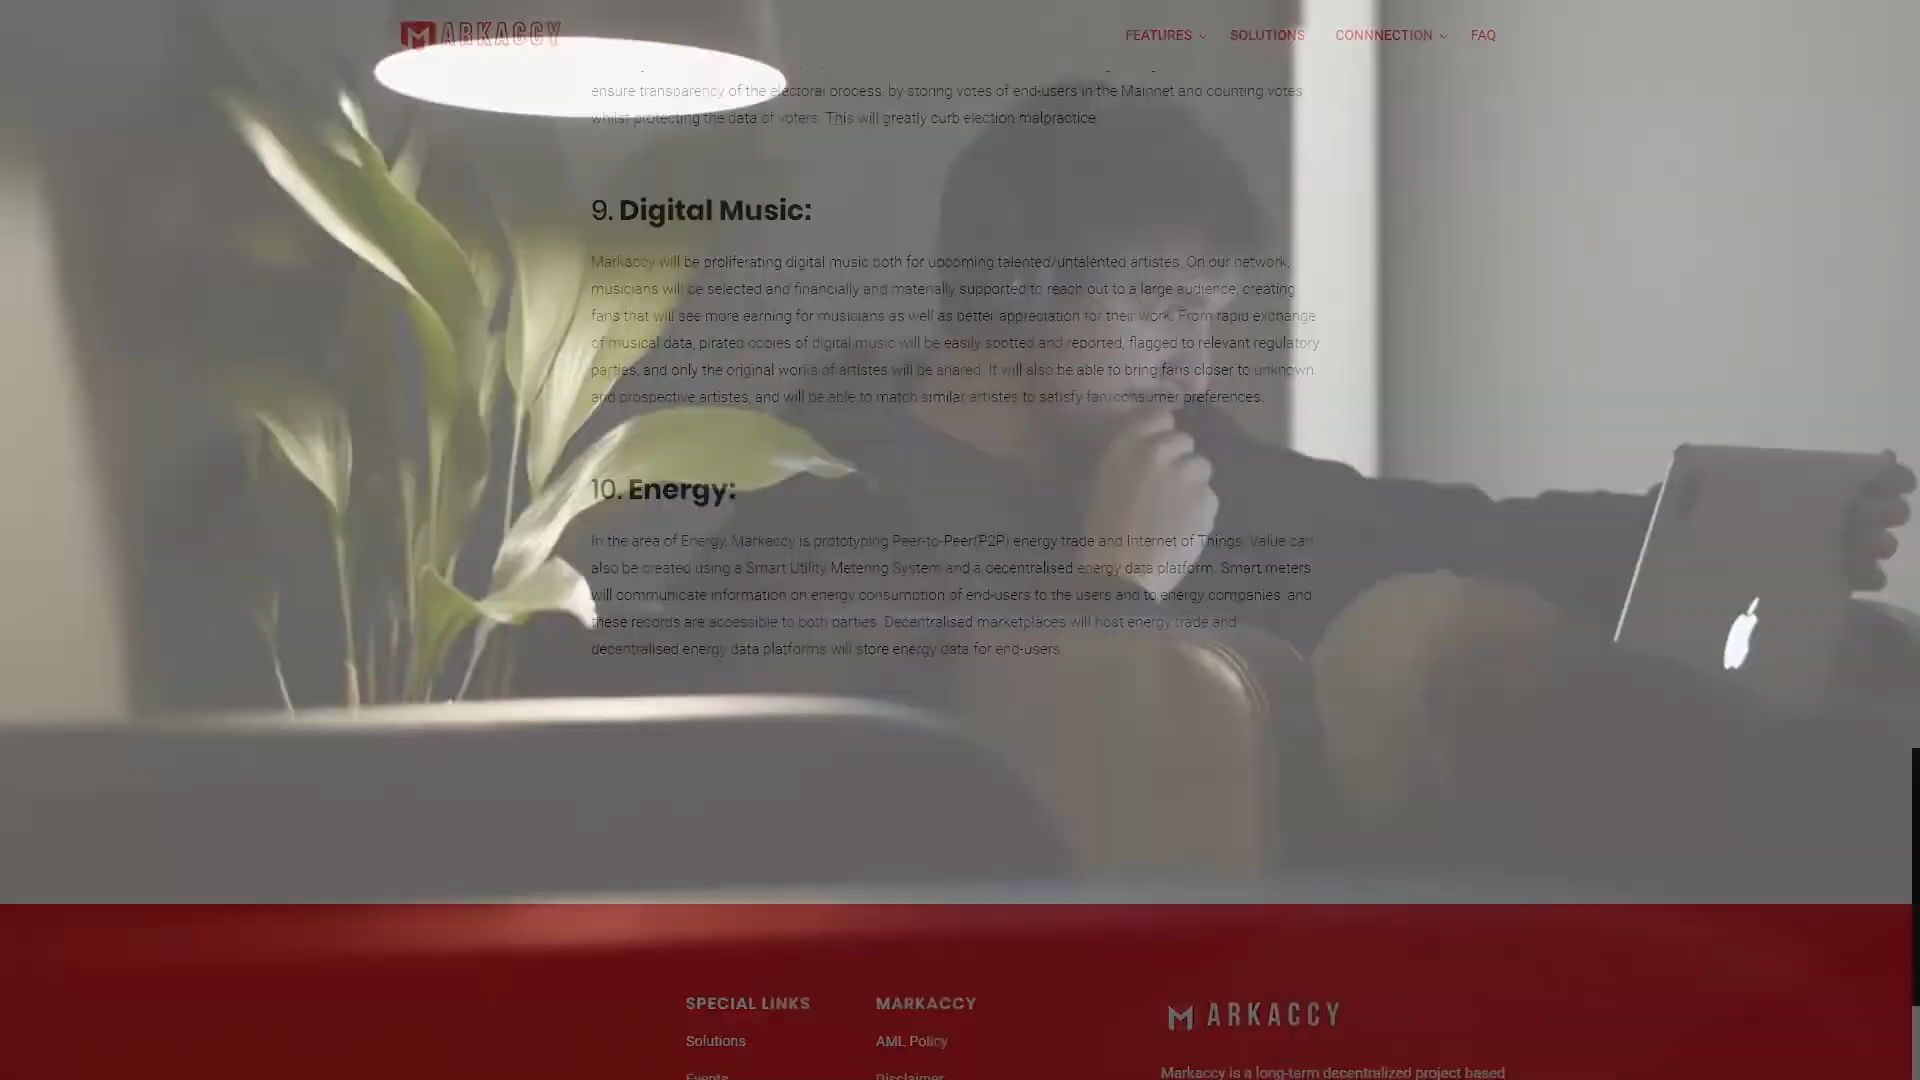 MARKACCY
FEATURES SOLUTIONS CONNNECTION FAQ
ensure transparency of the electoral process, by storing votes of end-users in the Mainnet and counting votes
whilst protecting the data of voters. This will greatly curb election malpractice.
9. Digital Music:
Markaccy will be proliferating digital music both for upcoming talented/untalented artistes. On our network,
musicians will be selected and financially and materially supported to reach out to a large audience, creating
fans that will see more earning for musicians as well as better appreciation for their work. From rapid exchange
of musical data, pirated copies of digital music will be easily spotted and reported, flagged to relevant regulatory
parties, and only the original works of artistes will be shared. It will also be able to bring fans closer to unknown
and prospective artistes, and will be able to match similar artistes to satisfy fan/consumer preferences.
10. Energy:
In the area of Energy, Markaccy is prototyping Peer-to-Peer(P2P) energy trade and Internet of Things. Value can
also be created using a Smart Utility Metering System and a decentralised energy data platform. Smart meters
will communicate information on energy consumption of end-users to the users and to energy companies, and
these records are accessible to both parties. Decentralised marketplaces will host energy trade and
decentralised energy data platforms will store energy data for end-users.
SPECIAL LINKS MARKACCY MARKACCY
Solutions AML Policy
Events Disclaimer
Markaccy is a long-term decentralized project based